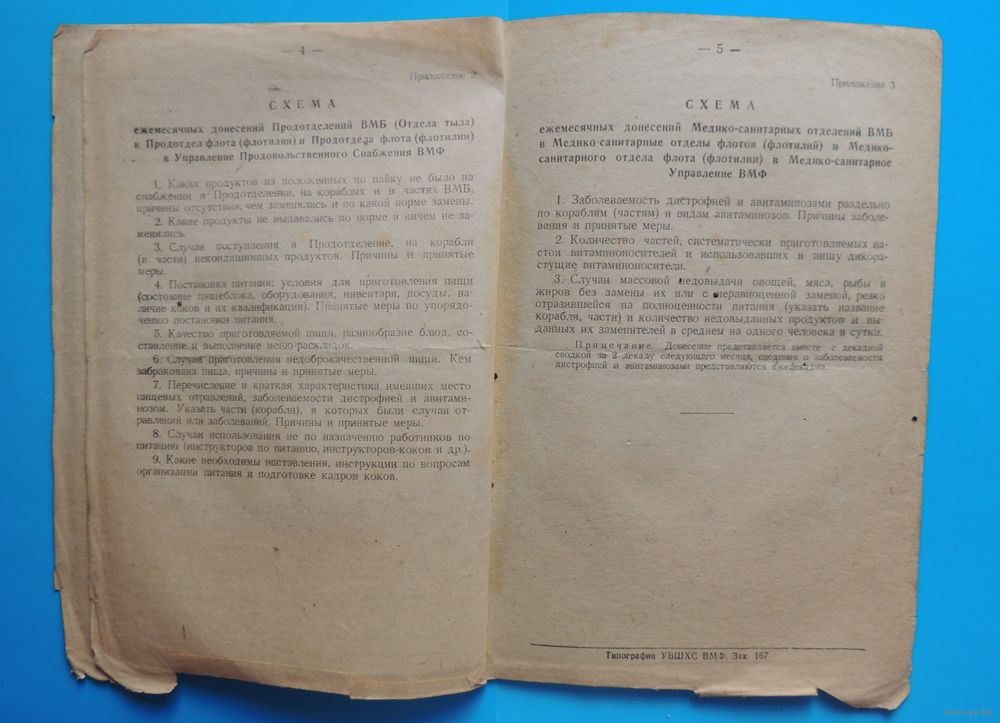 — 4 —
Приложение 2
СХЕМА
ежемесячных донесений Продотделений ВМБ (Отдела тыла)
в Продотдел флота (флотилии) и Продотдела флота (флотилии)
в Управление Продовольственного Снабжения ВМФ
1. Каких продуктов из положенных по пайку не было на
снабжении в Продотделении, на кораблях и в частях ВМБ,
причины отсутствия, чем заменялись и по какой норме замены.
2. Какие продукты не выдавались по норме и ничем не за-
менялись.
3. Случаи поступления в Продотделение, на корабли
(в части) некондиционных продуктов. Причины и принятые
меры.
4. Постановка питания: условия для приготовления пищи
(состояние пищеблока, оборудования, инвентаря, посуды, на-
личие коков и их квалификация). Принятые меры по упорядо-
чению постановки питания.
5. Качество приготовляемой пищи, разнообразие блюд, со-
ставление и выполнение меню-раскладок.
6. Случаи приготовления недоброкачественной пищи. Кем
забракована пища, причины и принятые меры.
7. Перечисление и краткая характеристика имевших место
пищевых отравлений, заболеваемости дистрофией и авитами-
нозом. Указать части (корабли), в которых были случаи от-
равлений или заболеваний. Причины и принятые меры.
8. Случаи использования не по назначению работников по
питанию (инструкторов по питанию, инструкторов-коков и др.).
9. Какие необходимы наставления, инструкции по вопросам
организации питания и подготовке кадров коков.
— 5 —
Приложение 3
СХЕМА
ежемесячных донесений Медико-санитарных отделений ВМБ
в Медико-санитарные отделы флотов (флотилий) и Медико-
санитарного отдела флота (флотилии) в Медико-санитарное
Управление ВМФ
1. Заболеваемость дистрофией и авитаминозами раздельно
по кораблям (частям) и видам авитаминозов. Причины заболе-
вания и принятые меры.
2. Количество частей, систематически приготовляемых на-
стои витаминоносителей и использовавших в пищу дикора-
стущие витаминоносители.
3. Случаи массовой недовыдачи овощей, мяса, рыбы и
жиров без замены их или с неравноценной заменой, резко
отразившейся на полноценности питания (указать название
корабля, части) и количество недовыданных продуктов и вы-
данных их заменителей в среднем на одного человека в сутки.
Примечание. Донесение представляется вместе с декадной
сводкой за 2 декаду следующего месяца, сведения о заболеваемости
дистрофией и авитаминозами представляются ежедекадно.
Типография УВШХС ВМФ. Зак. 167
www.ay.by